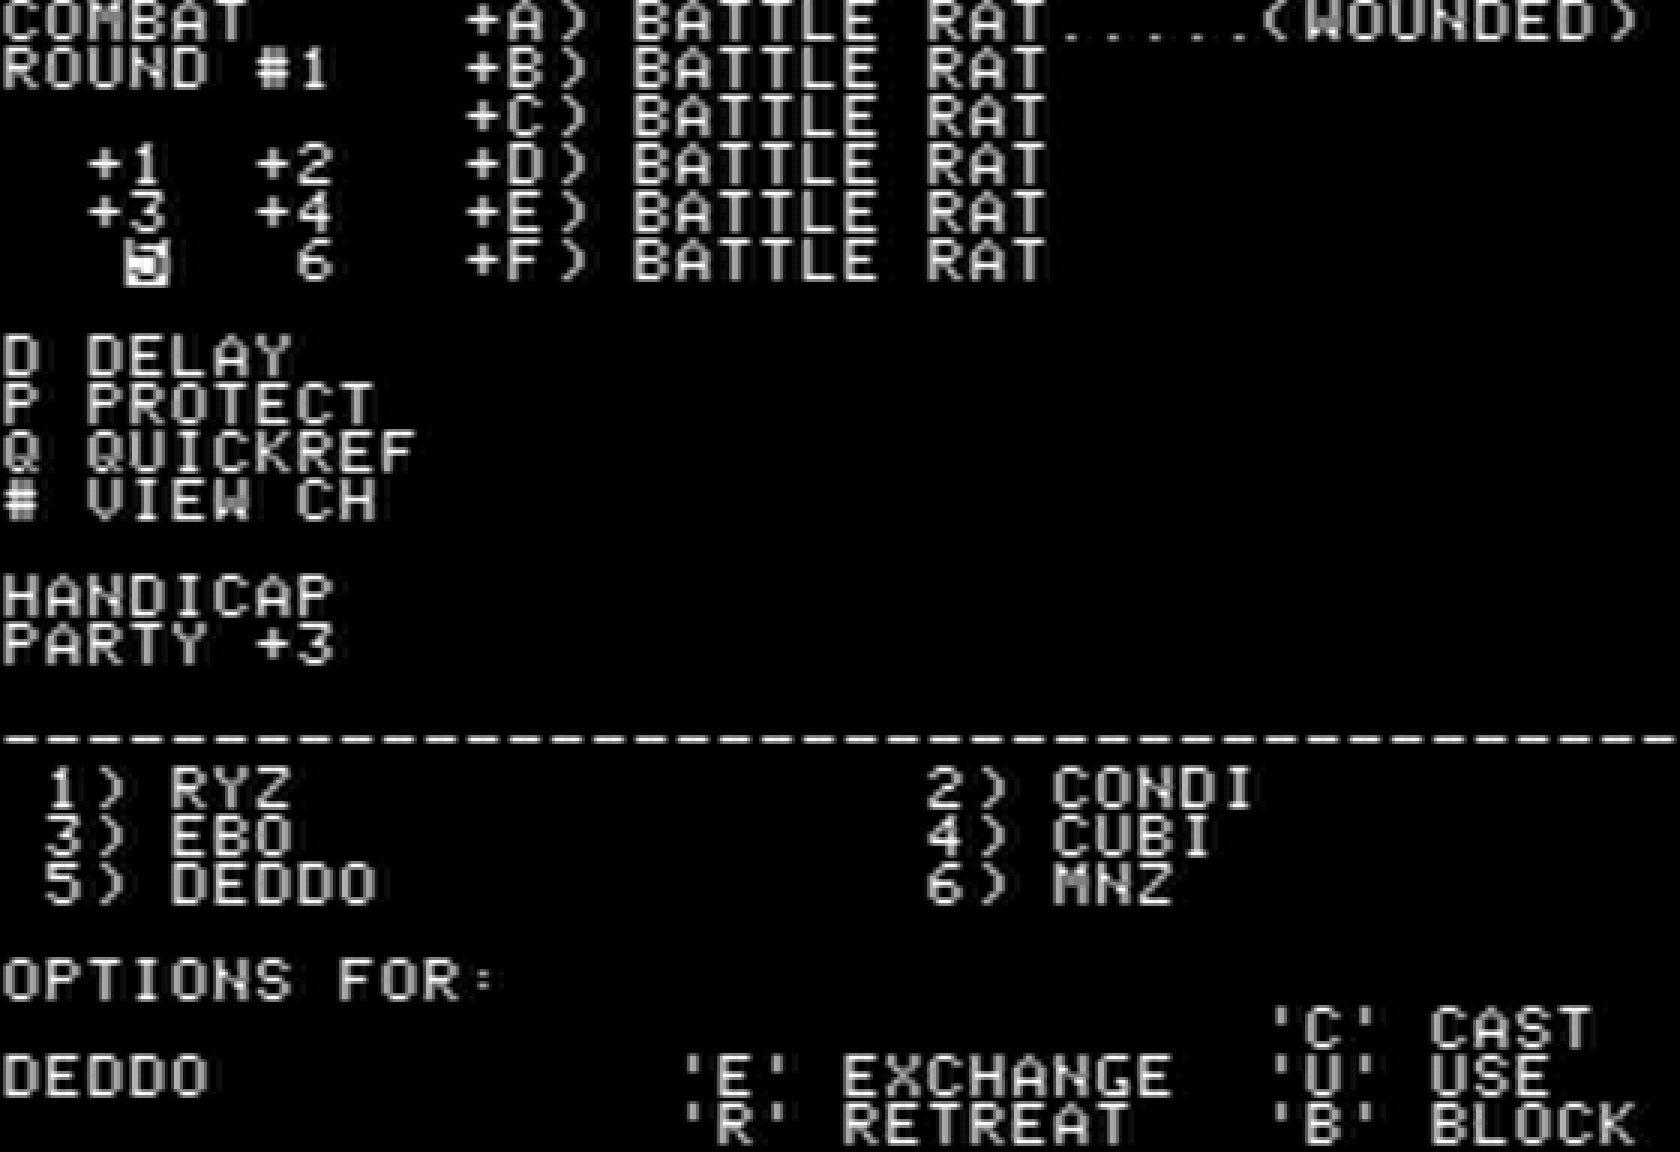 COMBAT +A) BATTLE RAT.....(WOUNDED)
ROUND #1 +B) BATTLE RAT
+C) BATTLE RAT
+1 +2 +D) BATTLE RAT
+3 +4 +E) BATTLE RAT
5 6 +F) BATTLE RAT
D DELAY
P PROTECT
Q QUICKREF
# VIEW CH
HANDICAP
PARTY +3
----------------------------------------
1) RYZ 2) CONDI
3) EBO 4) CUBI
5) DEDDO 6) MNZ
OPTIONS FOR:
'C' CAST
DEDDO 'E' EXCHANGE 'U' USE
'R' RETREAT 'B' BLOCK